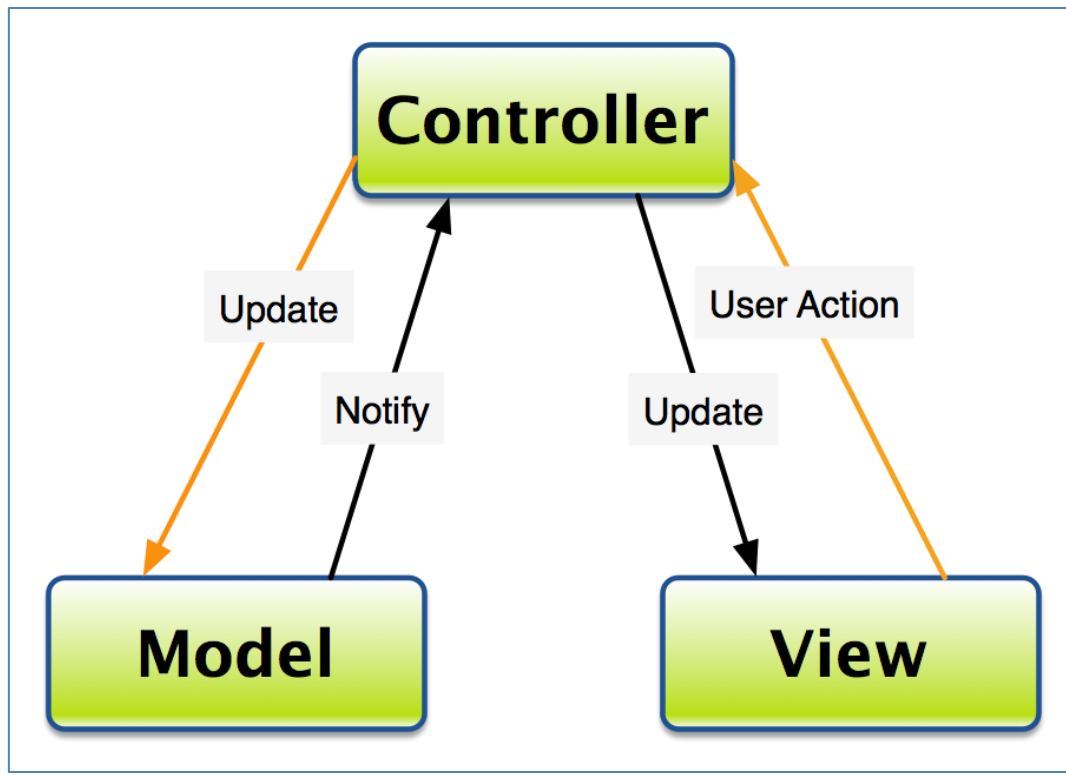 Controller
Update
User Action
Notify
Update
Model
View